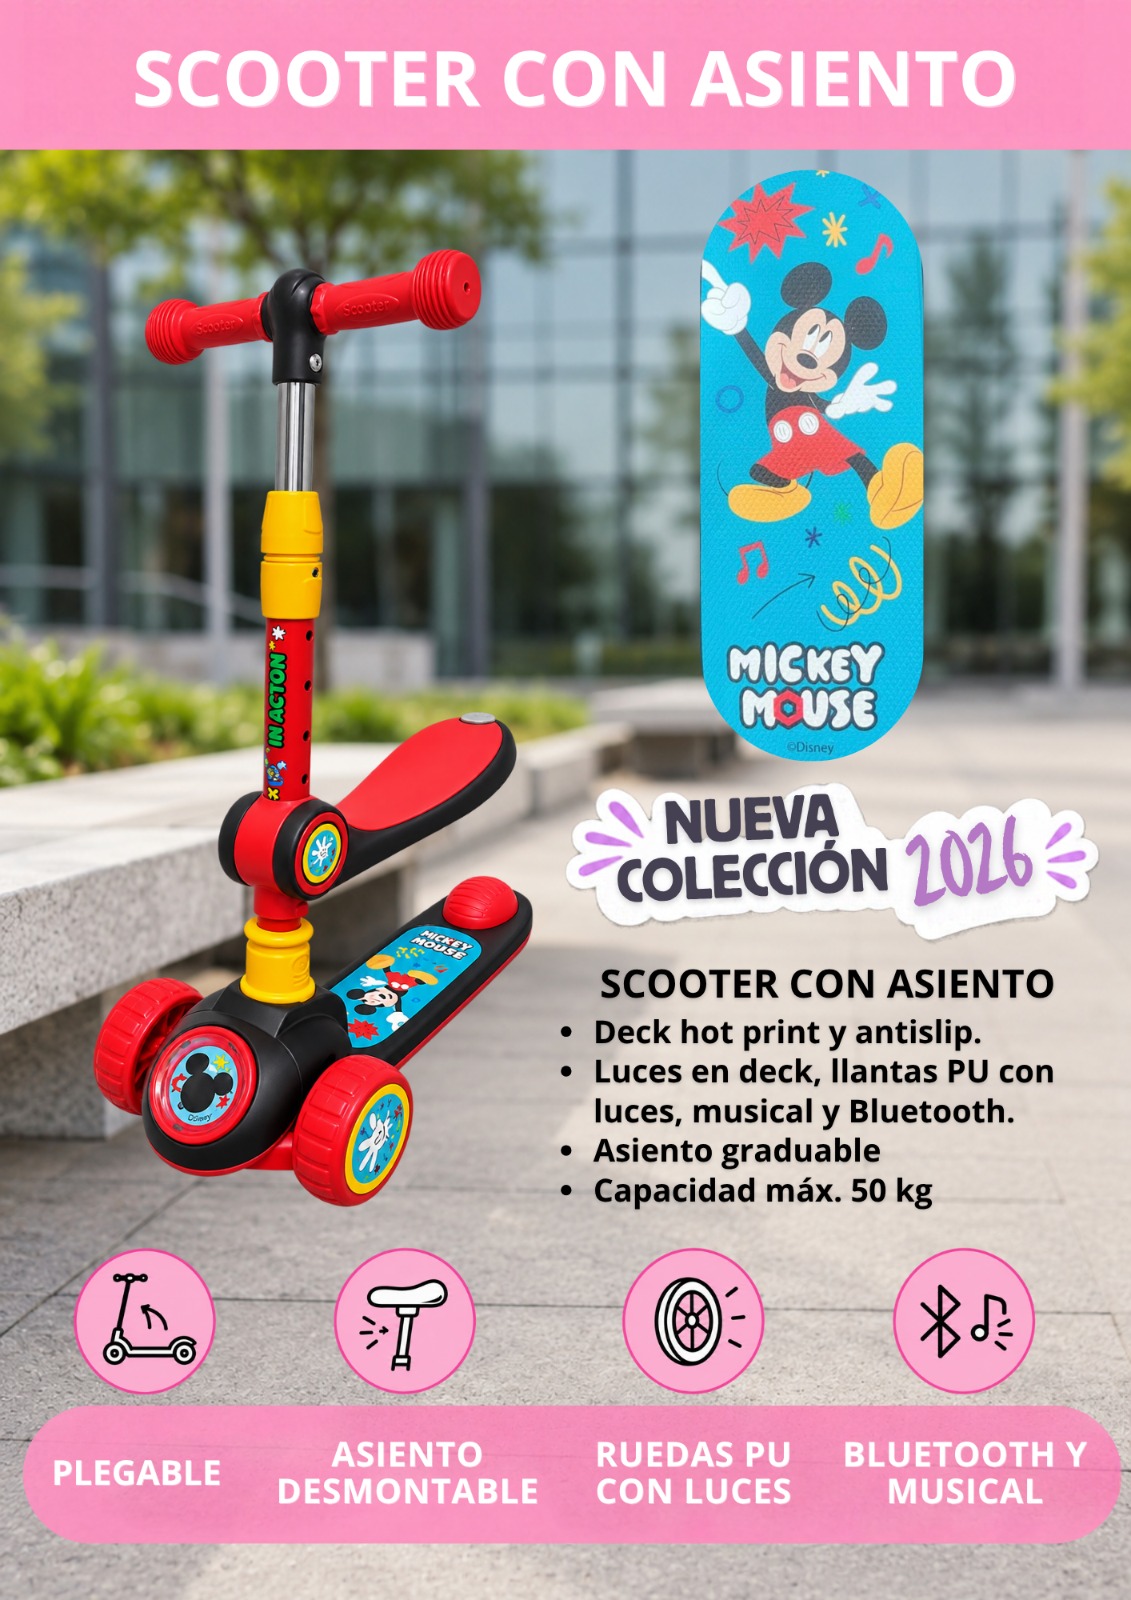 SCOOTER CON ASIENTO
Scooter
Scooter
IN ACTON
MICKEY
MOUSE
©Disney
NUEVA
COLECCIÓN 2026
MICKEY
MOUSE
Disney
SCOOTER CON ASIENTO
• Deck hot print y antislip.
• Luces en deck, llantas PU con
luces, musical y Bluetooth.
• Asiento graduable
• Capacidad máx. 50 kg
PLEGABLE
ASIENTO
DESMONTABLE
RUEDAS PU
CON LUCES
BLUETOOTH Y
MUSICAL